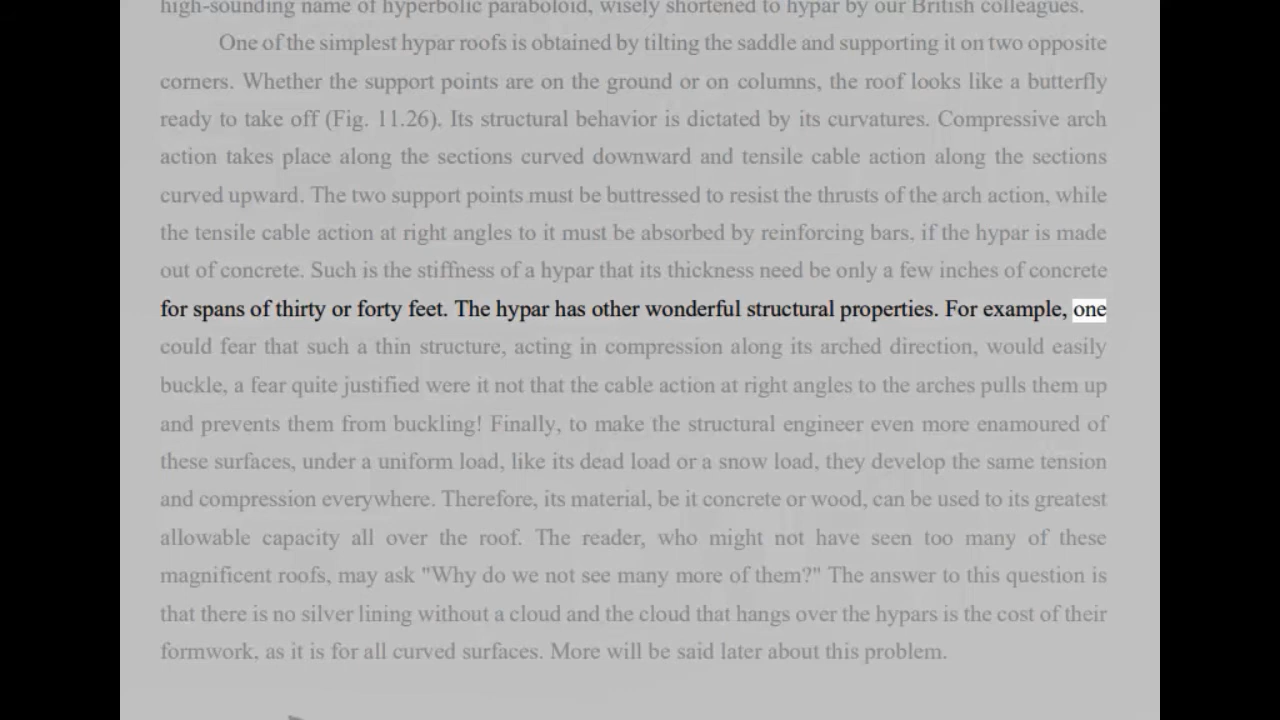 high-sounding name of hyperbolic paraboloid, wisely shortened to hypar by our British colleagues.
One of the simplest hypar roofs is obtained by tilting the saddle and supporting it on two opposite
corners. Whether the support points are on the ground or on columns, the roof looks like a butterfly
ready to take off (Fig. 11.26). Its structural behavior is dictated by its curvatures. Compressive arch
action takes place along the sections curved downward and tensile cable action along the sections
curved upward. The two support points must be buttressed to resist the thrusts of the arch action, while
the tensile cable action at right angles to it must be absorbed by reinforcing bars, if the hypar is made
out of concrete. Such is the stiffness of a hypar that its thickness need be only a few inches of concrete
for spans of thirty or forty feet. The hypar has other wonderful structural properties. For example, one
could fear that such a thin structure, acting in compression along its arched direction, would easily
buckle, a fear quite justified were it not that the cable action at right angles to the arches pulls them up
and prevents them from buckling! Finally, to make the structural engineer even more enamoured of
these surfaces, under a uniform load, like its dead load or a snow load, they develop the same tension
and compression everywhere. Therefore, its material, be it concrete or wood, can be used to its greatest
allowable capacity all over the roof. The reader, who might not have seen too many of these
magnificent roofs, may ask "Why do we not see many more of them?" The answer to this question is
that there is no silver lining without a cloud and the cloud that hangs over the hypars is the cost of their
formwork, as it is for all curved surfaces. More will be said later about this problem.